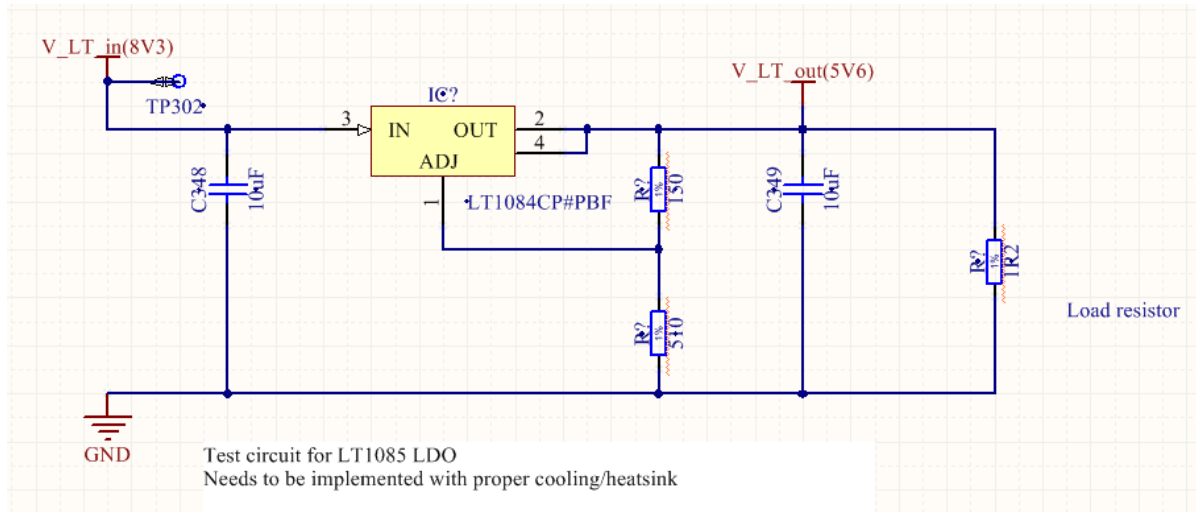 V_LT_in(8V3)
TP302
C348
10uF
IC?
3
IN
OUT
ADJ
2
4
1
LT1084CP#PBF
R?
1%
150
R?
1%
510
V_LT_out(5V6)
C349
10uF
R?
1%
1R2
Load resistor
GND
Test circuit for LT1085 LDO
Needs to be implemented with proper cooling/heatsink